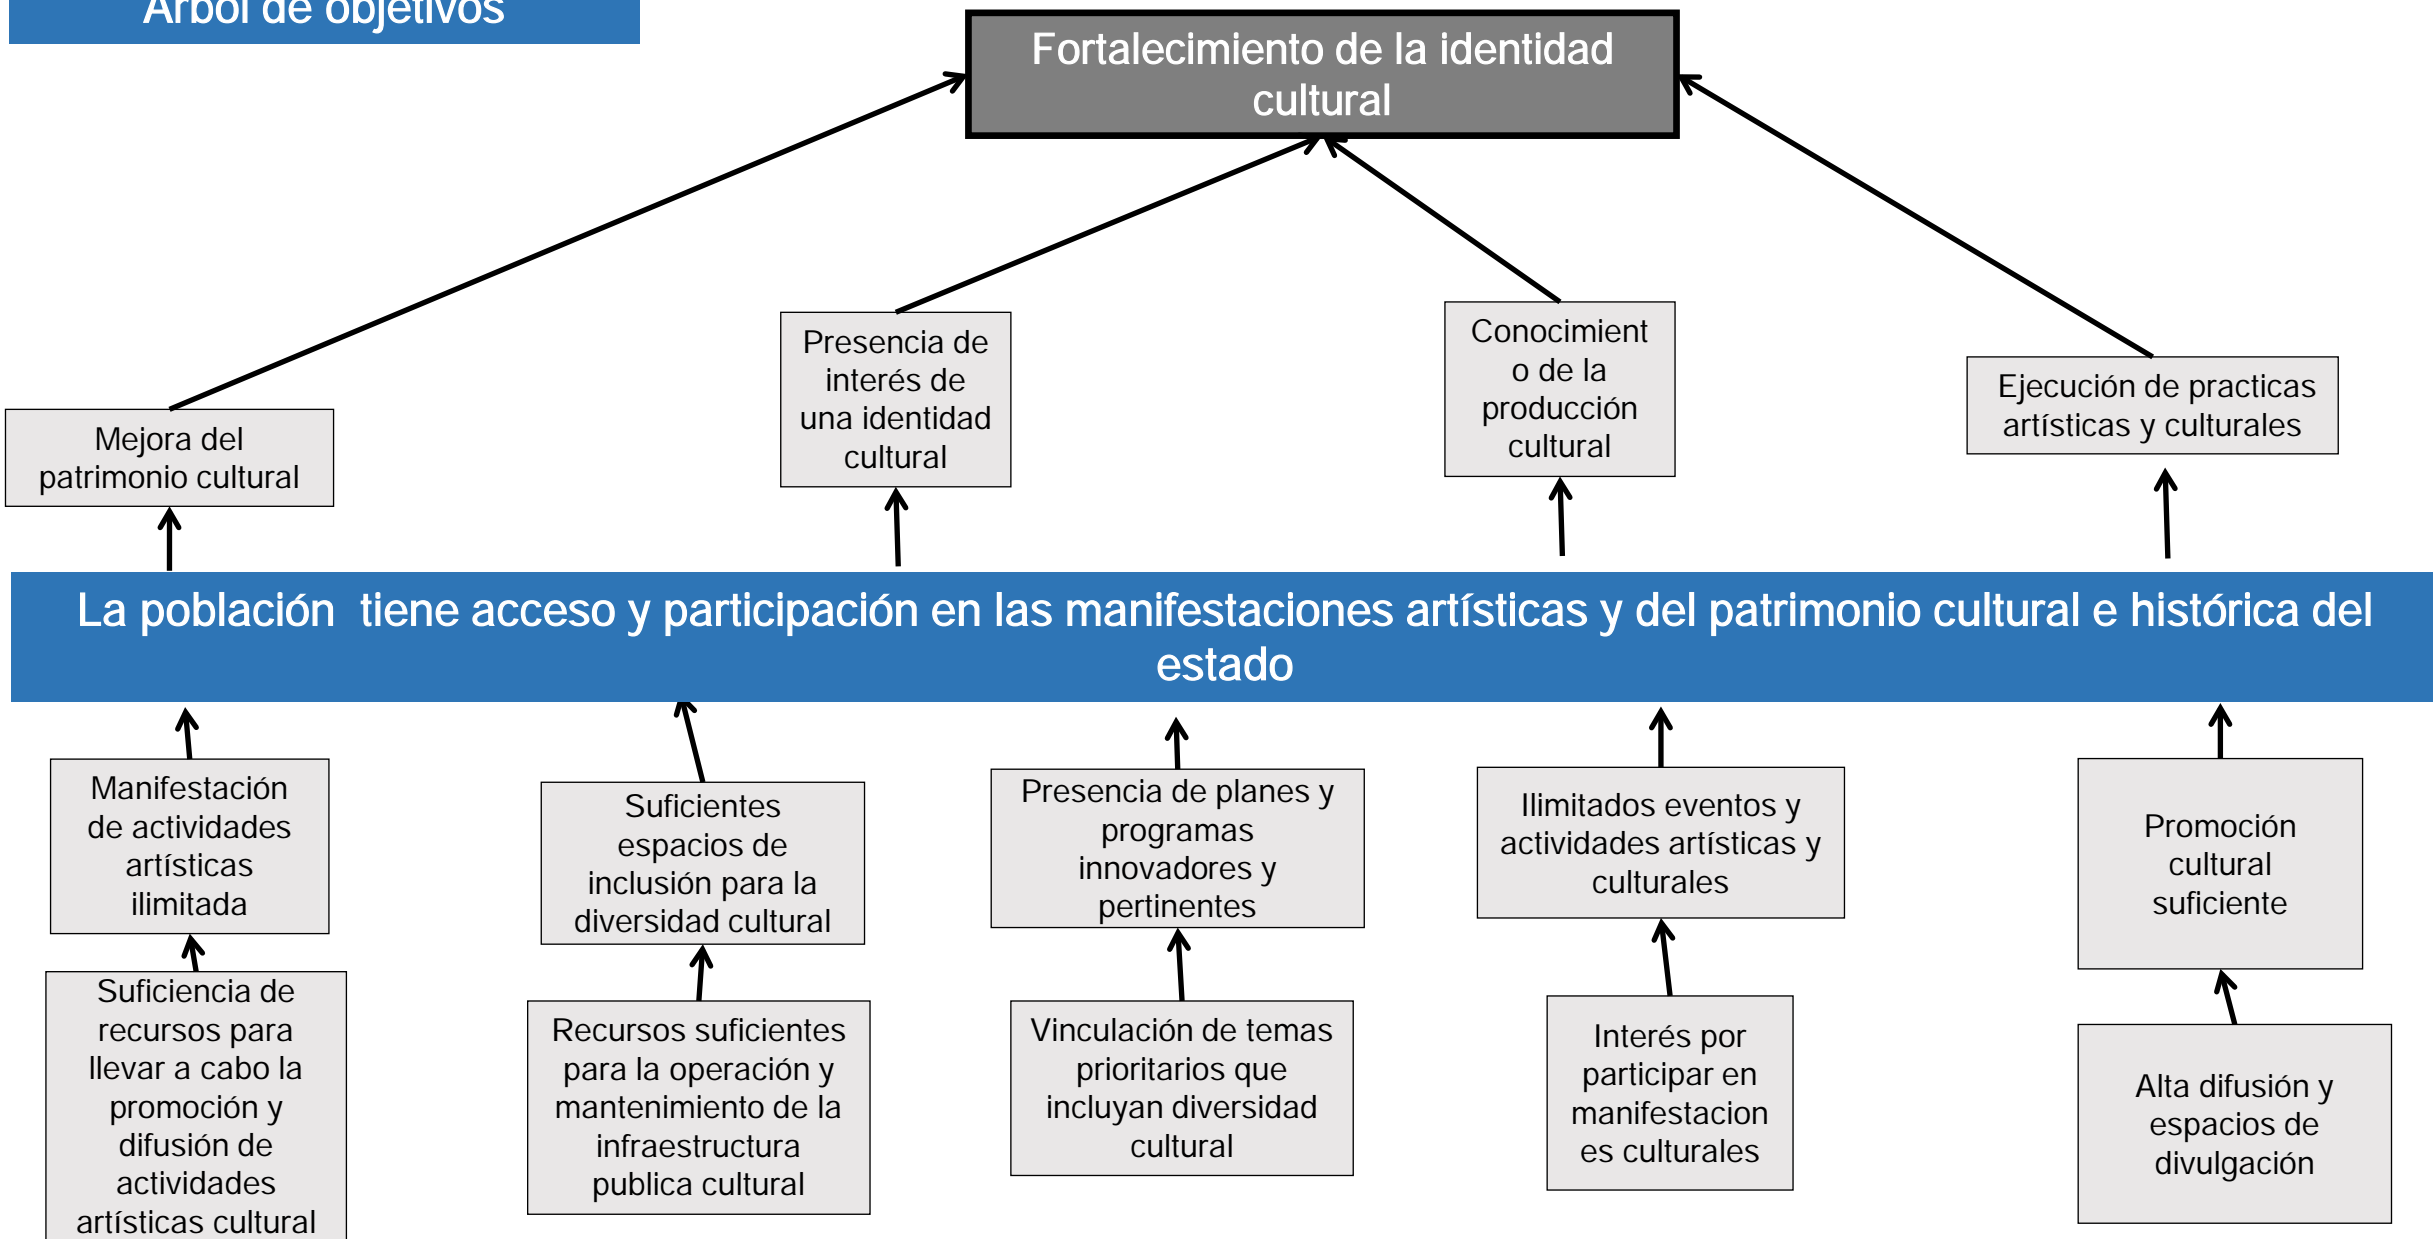 Árbol de objetivos
Fortalecimiento de la identidad
cultural
Presencia de
interés de
una identidad
cultural
Conocimient
o de la
producción
cultural
Ejecución de practicas
artísticas y culturales
Mejora del
patrimonio cultural
La población  tiene acceso y participación en las manifestaciones artísticas y del patrimonio cultural e histórica del
estado
Manifestación
de actividades
artísticas
ilimitada
Suficientes
espacios de
inclusión para la
diversidad cultural
Presencia de planes y
programas
innovadores y
pertinentes
Ilimitados eventos y
actividades artísticas y
culturales
Promoción
cultural
suficiente
Suficiencia de
recursos para
llevar a cabo la
promoción y
difusión de
actividades
artísticas cultural
Recursos suficientes
para la operación y
mantenimiento de la
infraestructura
publica cultural
Vinculación de temas
prioritarios que
incluyan diversidad
cultural
Interés por
participar en
manifestacion
es culturales
Alta difusión y
espacios de
divulgación